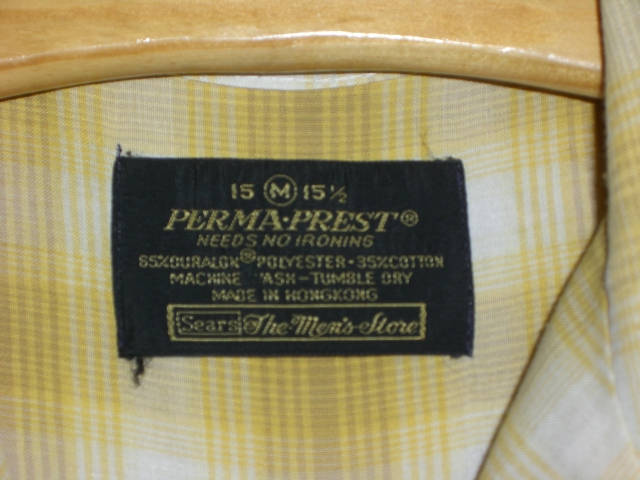 15 M 15½
PERMA·PREST®
NEEDS NO IRONING
65% DURALON® POLYESTER · 35% COTTON
MACHINE WASH - TUMBLE DRY
MADE IN HONGKONG
Sears The Men's Store